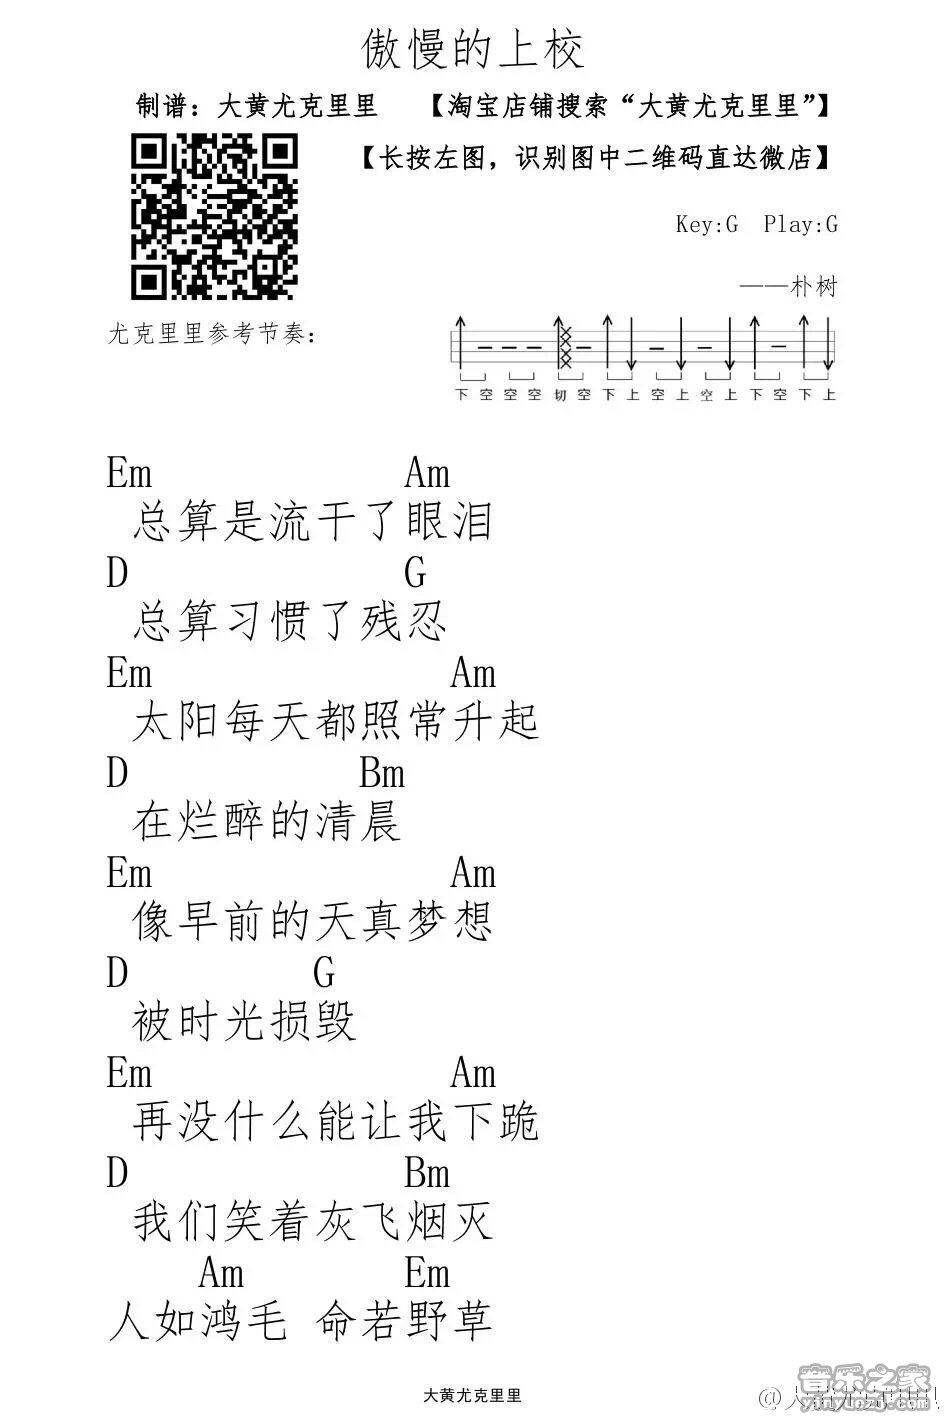 傲慢的上校
制谱：大黄尤克里里 【淘宝店铺搜索“大黄尤克里里”】
【长按左图，识别图中二维码直达微店】
Key:G Play:G
——朴树
尤克里里参考节奏：
下 空 空 空 切 空 下 上 空 上 空 上 下 空 下 上
Em Am
总算是流干了眼泪
D G
总算习惯了残忍
Em Am
太阳每天都照常升起
D Bm
在烂醉的清晨
Em Am
像早前的天真梦想
D G
被时光损毁
Em Am
再没什么能让我下跪
D Bm
我们笑着灰飞烟灭
Am Em
人如鸿毛 命若野草
大黄尤克里里
音乐之家
yinyuezj.com